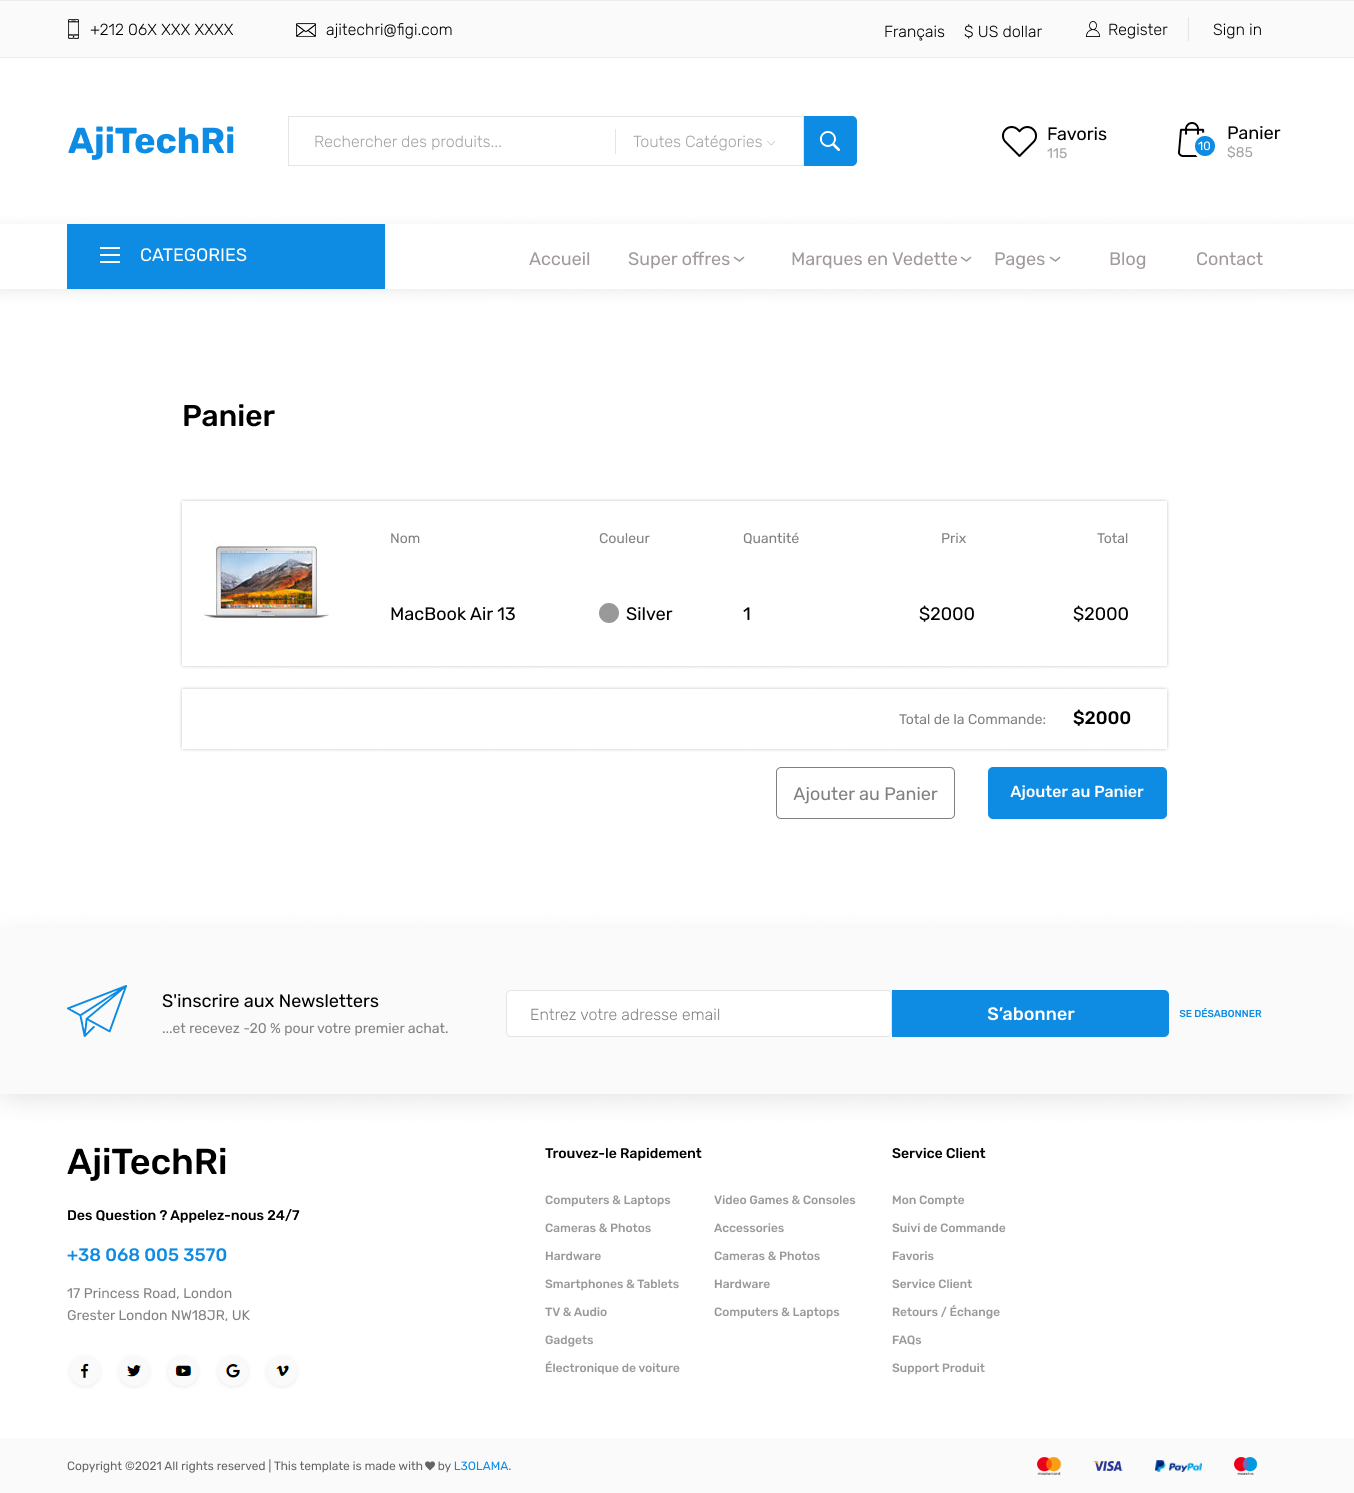 +212 06X XXX XXXX
ajitechri@figi.com
Français
$ US dollar
Register
Sign in
AjiTechRi
Rechercher des produits...
Toutes Catégories
Favoris
115
10
Panier
$85
CATEGORIES
Accueil
Super offres
Marques en Vedette
Pages
Blog
Contact
Panier
Nom
Couleur
Quantité
Prix
Total
MacBook Air 13
Silver
1
$2000
$2000
Total de la Commande:
$2000
Ajouter au Panier
Ajouter au Panier
S'inscrire aux Newsletters
...et recevez -20 % pour votre premier achat.
Entrez votre adresse email
S’abonner
SE DÉSABONNER
AjiTechRi
Des Question ? Appelez-nous 24/7
+38 068 005 3570
17 Princess Road, London
Grester London NW18JR, UK
Trouvez-le Rapidement
Computers & Laptops
Cameras & Photos
Hardware
Smartphones & Tablets
TV & Audio
Gadgets
Électronique de voiture
Video Games & Consoles
Accessories
Cameras & Photos
Hardware
Computers & Laptops
Service Client
Mon Compte
Suivi de Commande
Favoris
Service Client
Retours / Échange
FAQs
Support Produit
Copyright ©2021 All rights reserved | This template is made with ♥ by L3OLAMA.
mastercard
VISA
PayPal
maestro